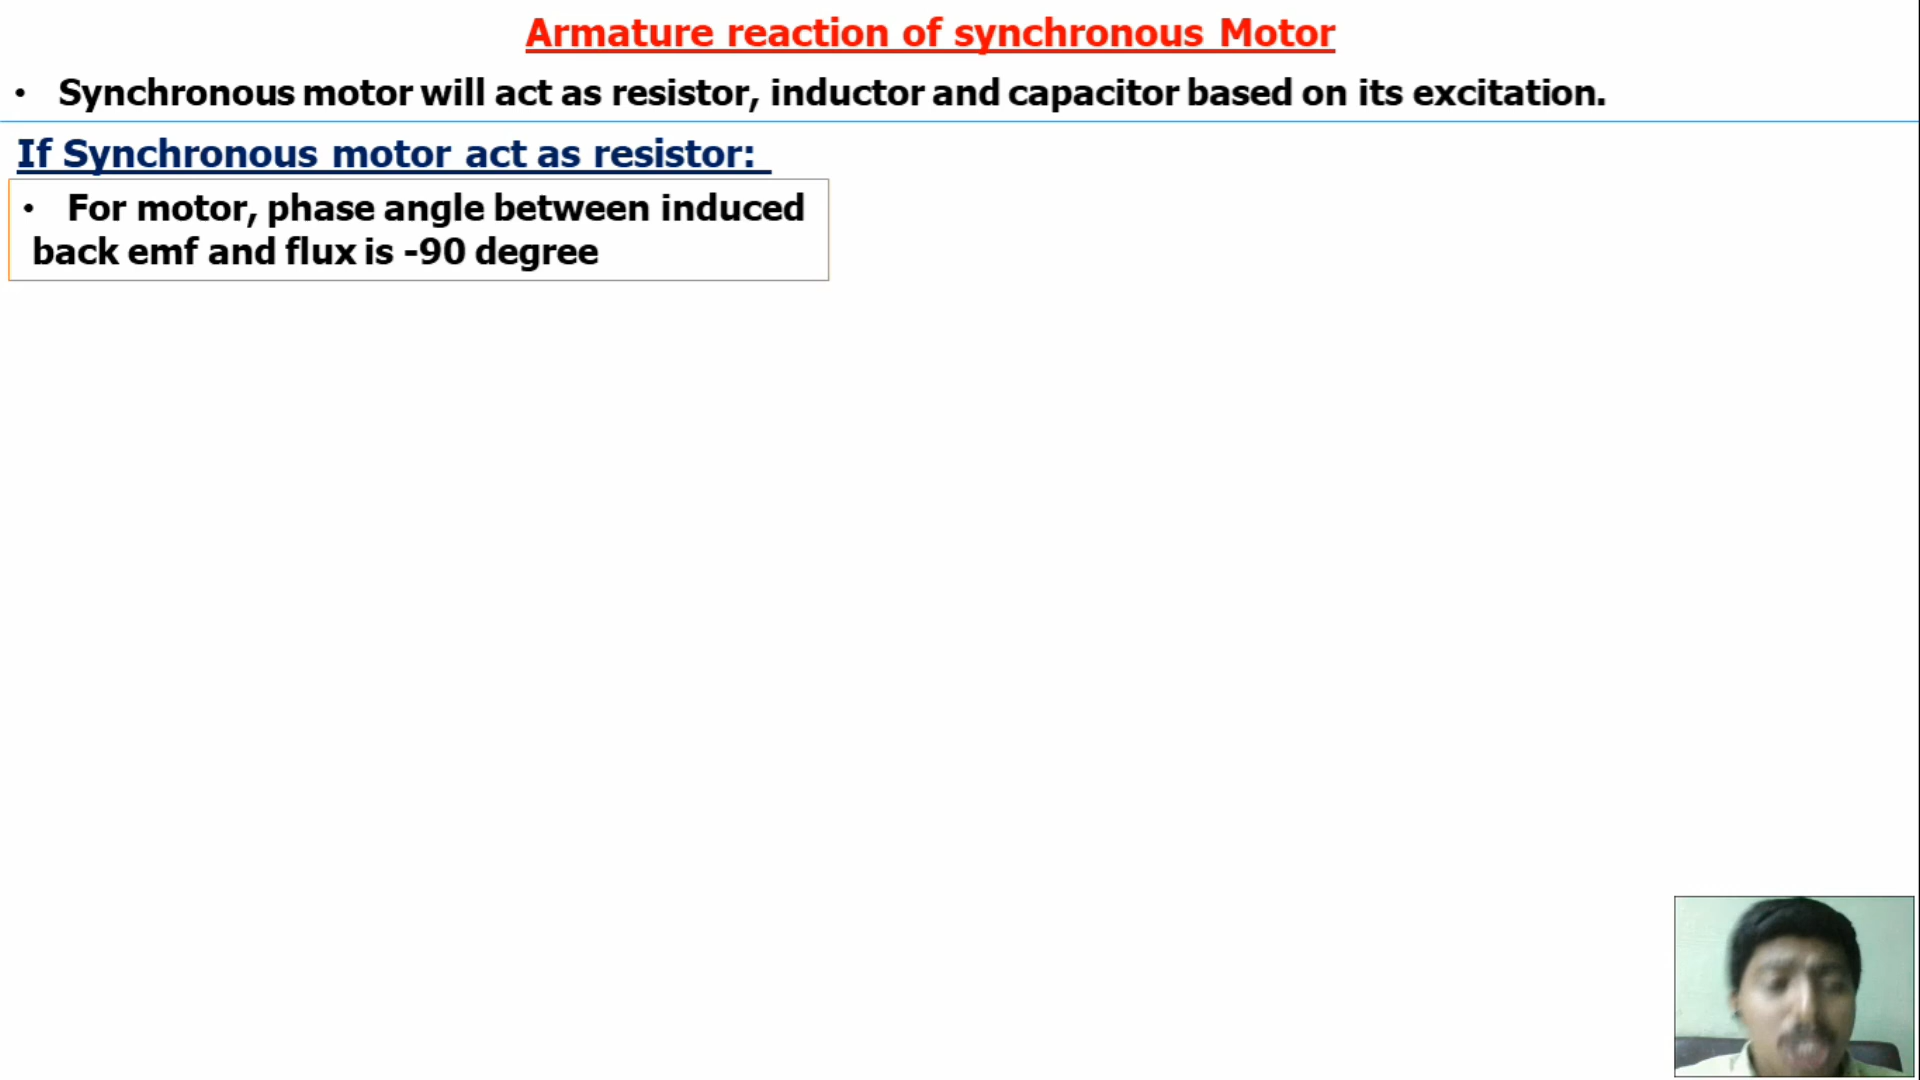 Armature reaction of synchronous Motor
• Synchronous motor will act as resistor, inductor and capacitor based on its excitation.
If Synchronous motor act as resistor:
• For motor, phase angle between induced
back emf and flux is -90 degree